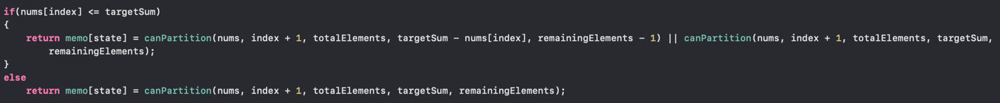 if(nums[index] <= targetSum)
{
    return memo[state] = canPartition(nums, index + 1, totalElements, targetSum - nums[index], remainingElements - 1) || canPartition(nums, index + 1, totalElements, targetSum,
        remainingElements);
}
else
    return memo[state] = canPartition(nums, index + 1, totalElements, targetSum, remainingElements);